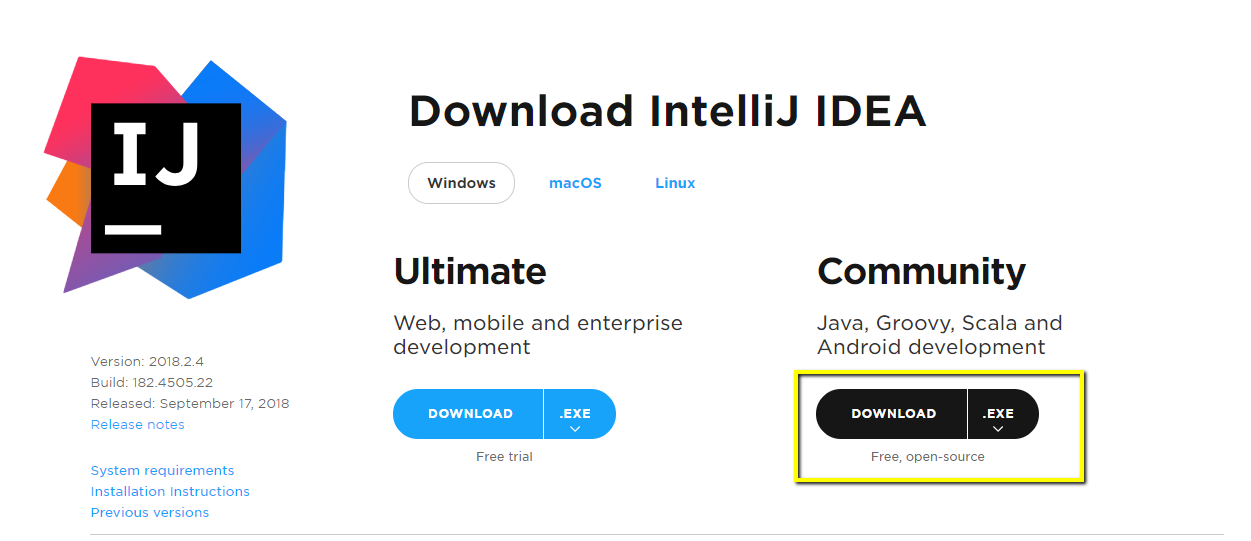 IJ
Download IntelliJ IDEA
Windows
macOS
Linux
Ultimate
Web, mobile and enterprise
development
DOWNLOAD
.EXE
Free trial
Community
Java, Groovy, Scala and
Android development
DOWNLOAD
.EXE
Free, open-source
Version: 2018.2.4
Build: 182.4505.22
Released: September 17, 2018
Release notes
System requirements
Installation Instructions
Previous versions